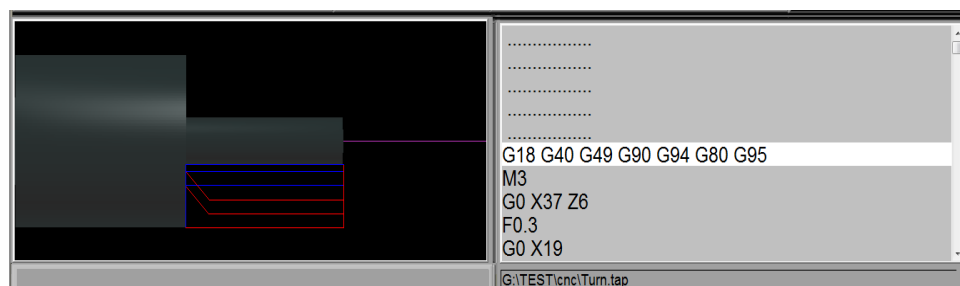 .................
.................
.................
.................
.................
G18 G40 G49 G90 G94 G80 G95
M3
G0 X37 Z6
F0.3
G0 X19
G:\TEST\cnc\Turn.tap